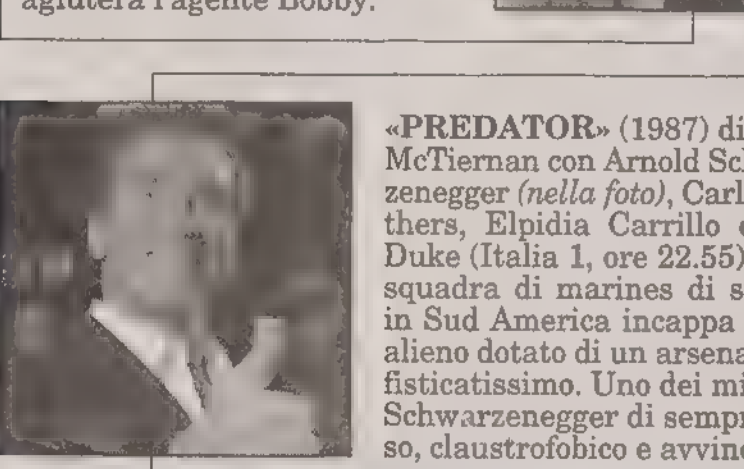 aiuterà l'agente Bobby.
«PREDATOR» (1987) di
McTiernan con Arnold Sch
zenegger (nella foto), Carl
thers, Elpidia Carrillo
Duke (Italia 1, ore 22.55)
squadra di marines di s
in Sud America incappa
alieno dotato di un arsena
fisticatissimo. Uno dei mi
Schwarzenegger di sempr
so, claustrofobico e avvinc